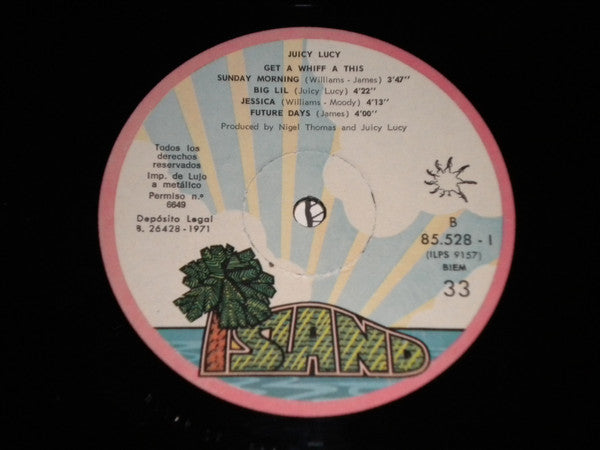 JUICY LUCY
GET A WHIFF A THIS
SUNDAY MORNING (Williams - James) 3'47"
BIG LIL (Juicy Lucy) 4'22"
JESSICA (Williams - Moody) 4'13"
FUTURE DAYS (James) 4'00"
Produced by Nigel Thomas and Juicy Lucy
Todos los
derechos
reservados
Imp. de Lujo
a metálico
Permiso n.º
6649
Depósito Legal
B. 26428 - 1971
B
85.528 - I
(ILPS 9157)
BIEM
33
ISLAND